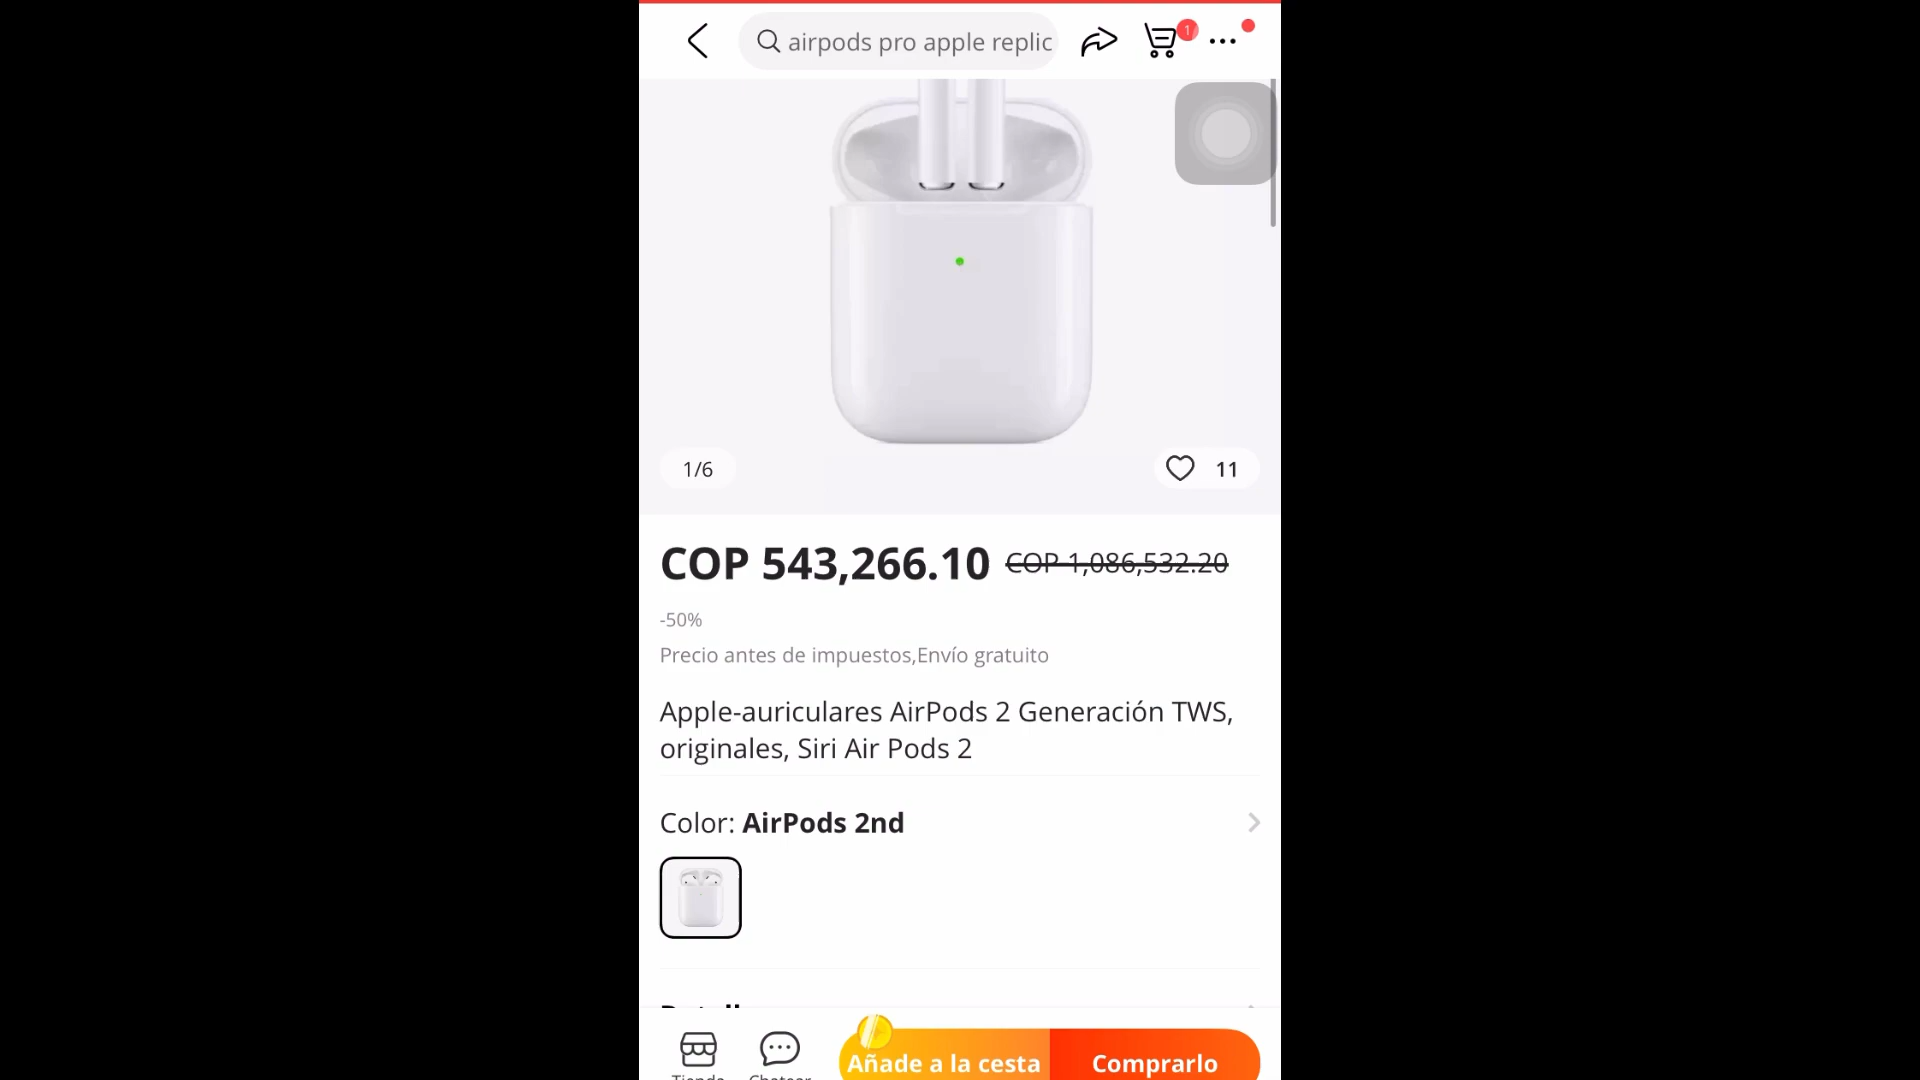 airpods pro apple replic
1
1/6
11
COP 543,266.10 COP 1,086,532.20
-50%
Precio antes de impuestos,Envío gratuito
Apple-auriculares AirPods 2 Generación TWS,
originales, Siri Air Pods 2
Color: AirPods 2nd
Añade a la cesta
Comprarlo